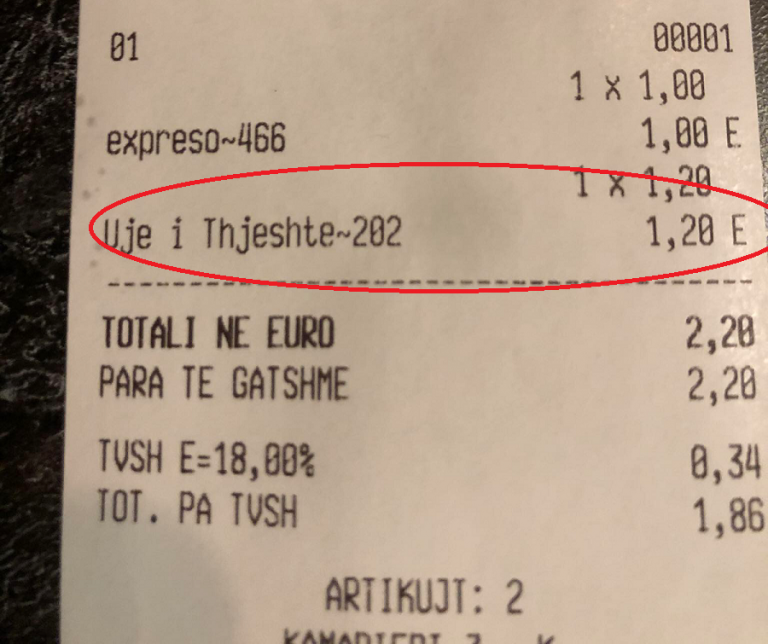 01 00001
1 x 1,00
expreso~466 1,00 E
1 x 1,20
Uje i Thjeshte~202 1,20 E
--------------------------------------------
TOTALI NE EURO 2,20
PARA TE GATSHME 2,20
TVSH E=18,00% 0,34
TOT. PA TVSH 1,86
ARTIKUJT: 2